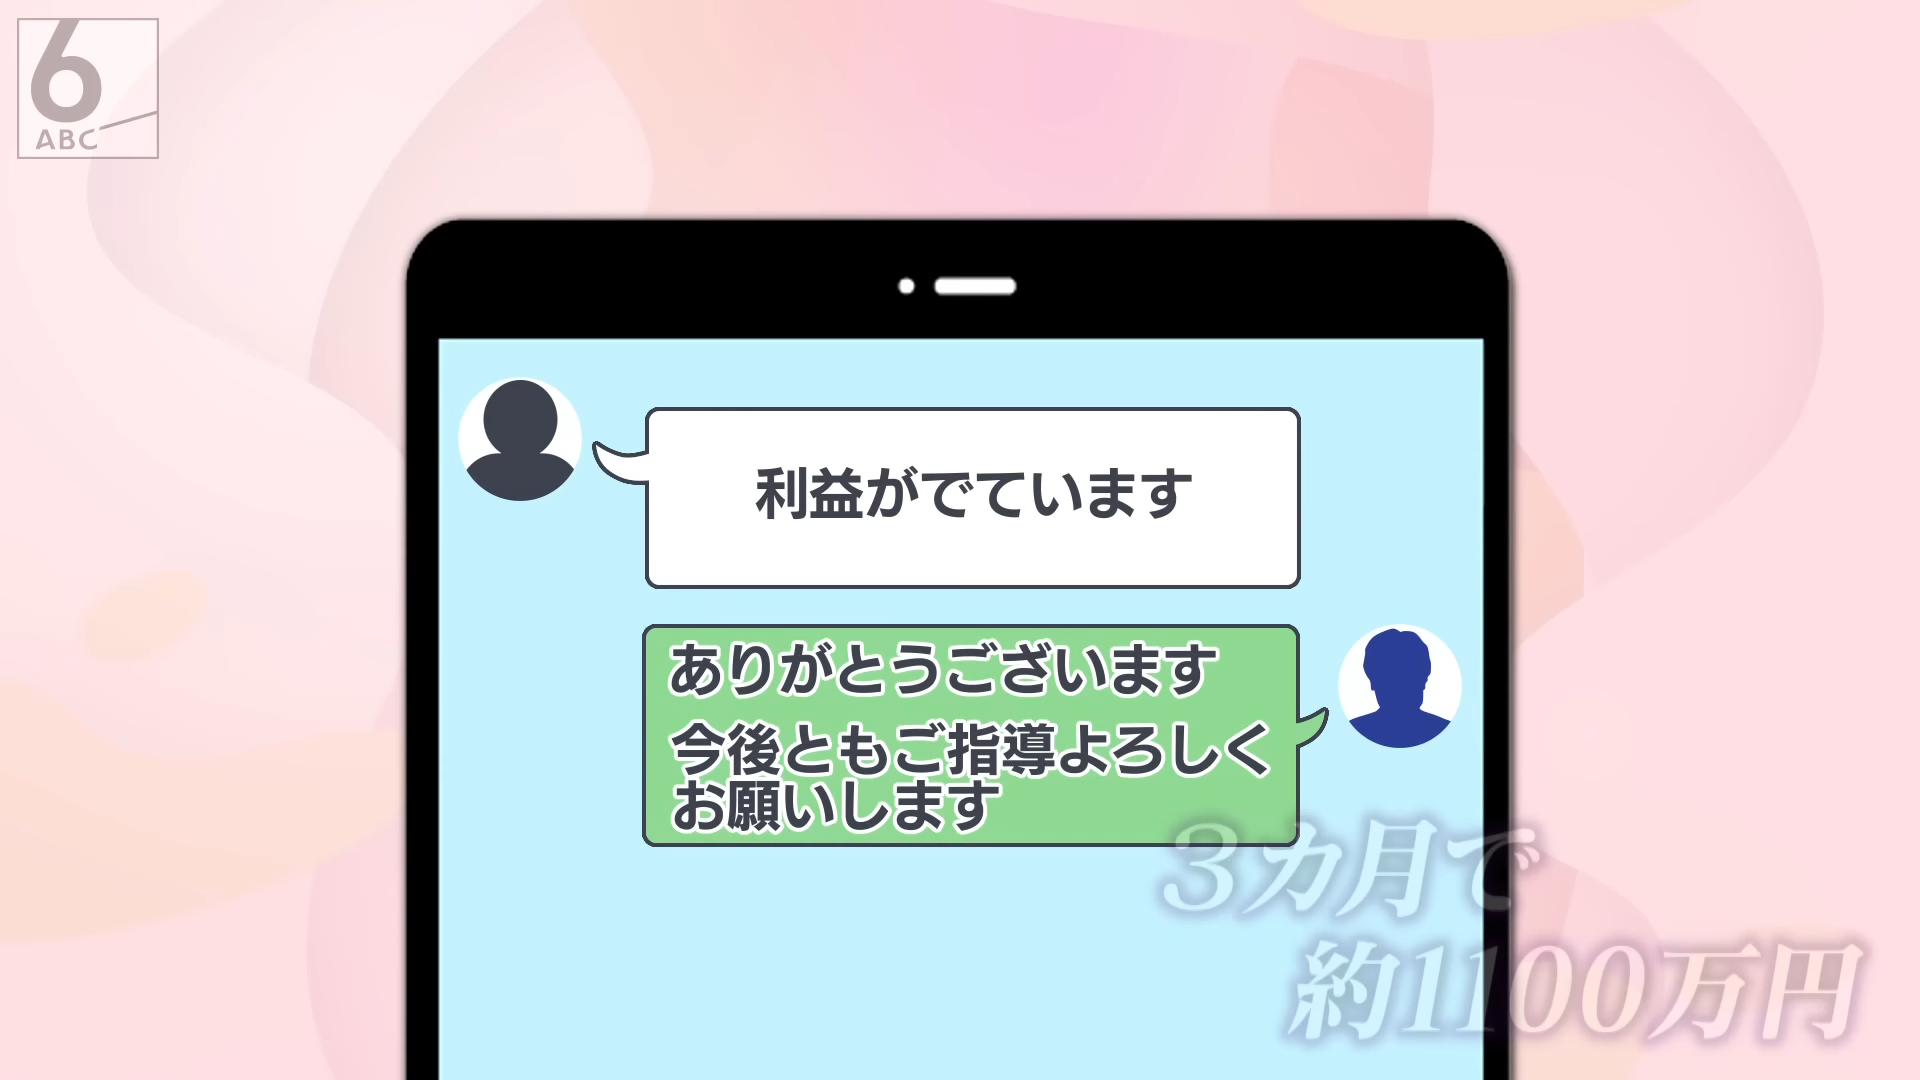 6
ABC
利益がでています
ありがとうございます
今後ともご指導よろしく
お願いします
3カ月で
約1100万円